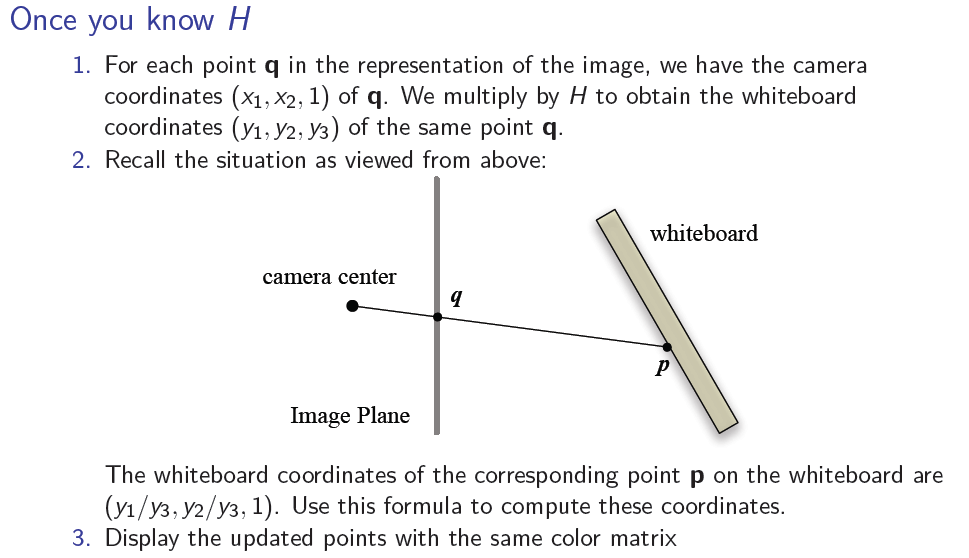 Once you know H
1. For each point q in the representation of the image, we have the camera
coordinates (x₁, x₂, 1) of q. We multiply by H to obtain the whiteboard
coordinates (y₁, y₂, y₃) of the same point q.
2. Recall the situation as viewed from above:
whiteboard
camera center
q
p
Image Plane
The whiteboard coordinates of the corresponding point p on the whiteboard are
(y₁/y₃, y₂/y₃, 1). Use this formula to compute these coordinates.
3. Display the updated points with the same color matrix